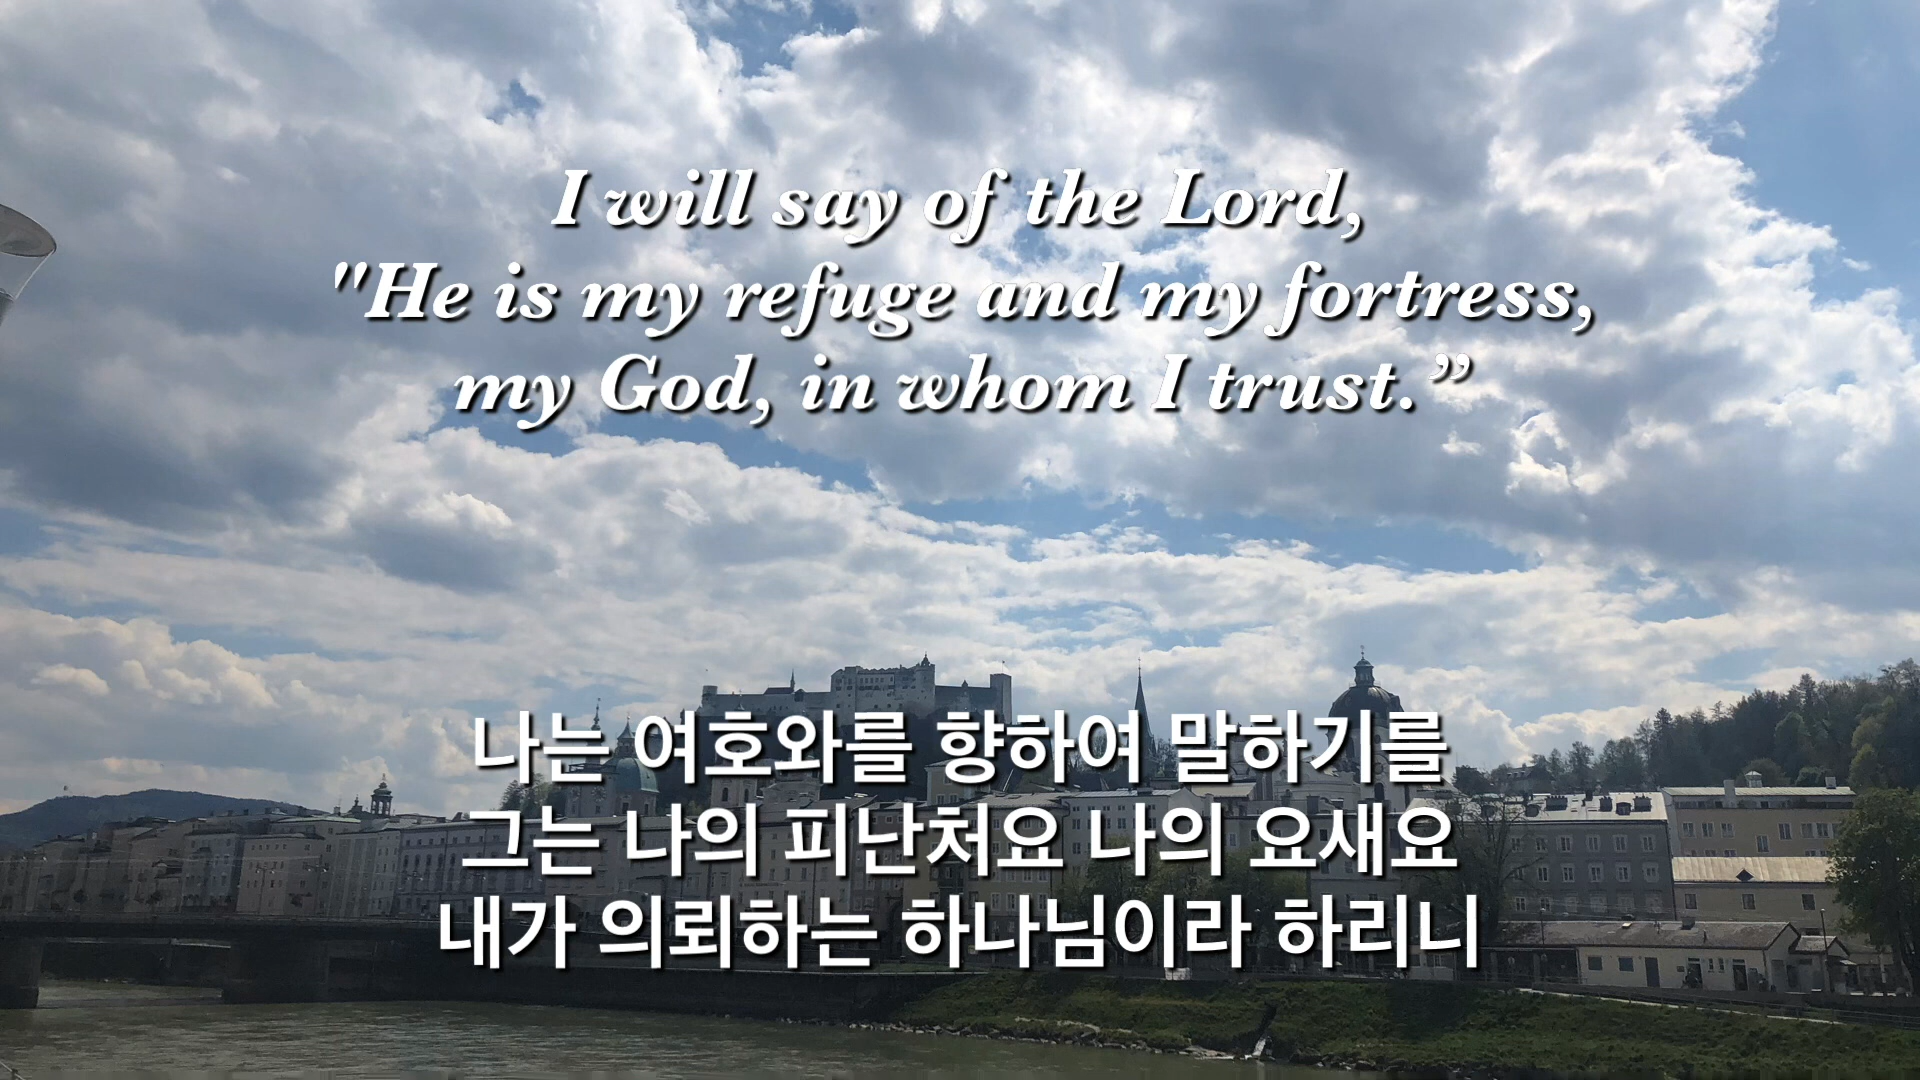 I will say of the Lord,
"He is my refuge and my fortress,
my God, in whom I trust.”
나는 여호와를 향하여 말하기를
그는 나의 피난처요 나의 요새요
내가 의뢰하는 하나님이라 하리니